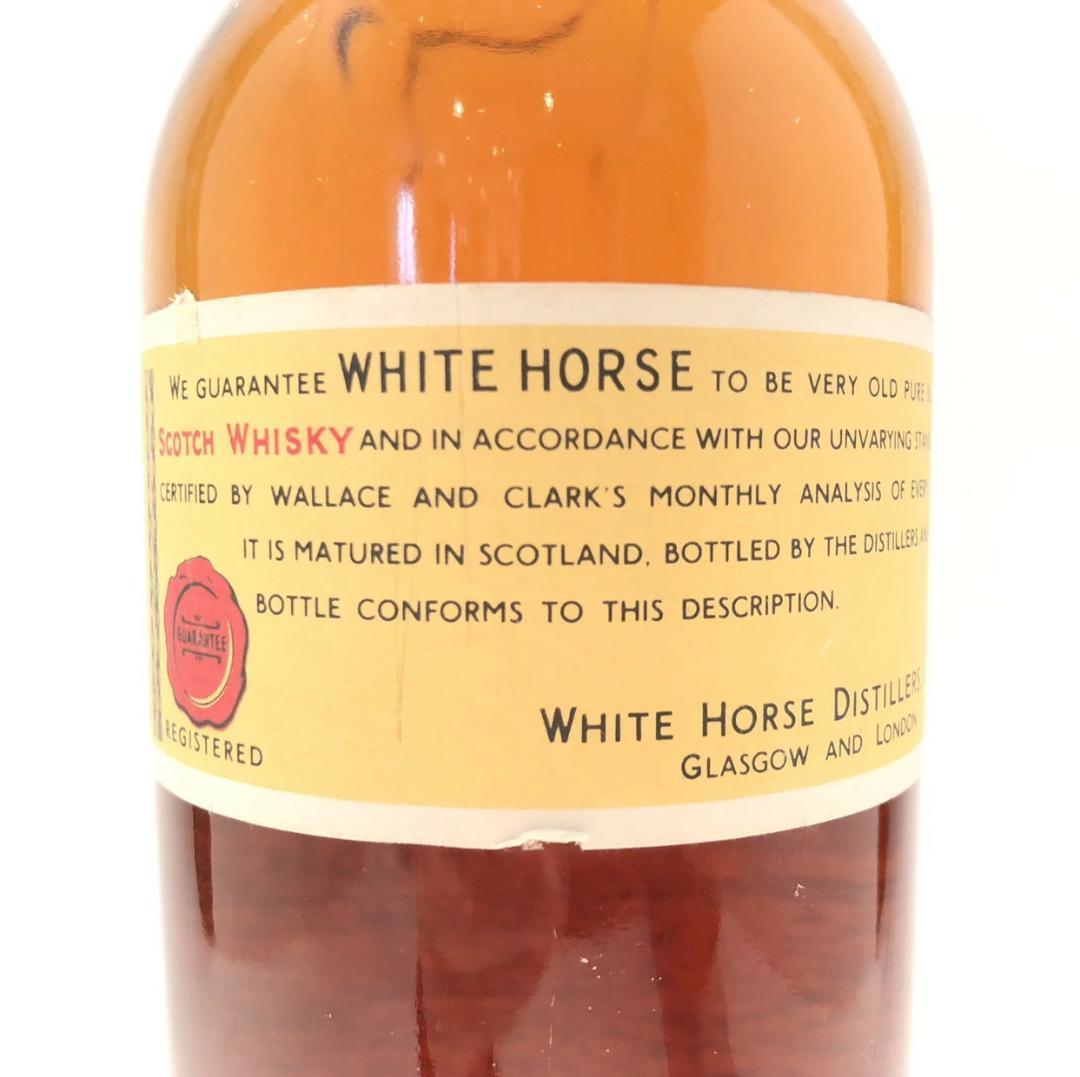 WE GUARANTEE WHITE HORSE TO BE VERY OLD PURE
SCOTCH WHISKY AND IN ACCORDANCE WITH OUR UNVARYING
CERTIFIED BY WALLACE AND CLARK'S MONTHLY ANALYSIS OF
IT IS MATURED IN SCOTLAND, BOTTLED BY THE DISTILLERS
BOTTLE CONFORMS TO THIS DESCRIPTION.
GUARANTEE
REGISTERED
WHITE HORSE DISTILLERS
GLASGOW AND LONDON